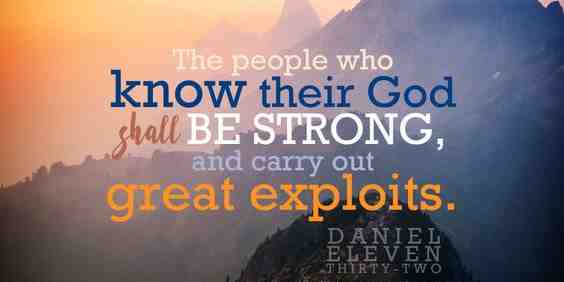 The people who
know their God
shall BE STRONG,
and carry out
great exploits.
DANIEL
ELEVEN
THIRTY-TWO